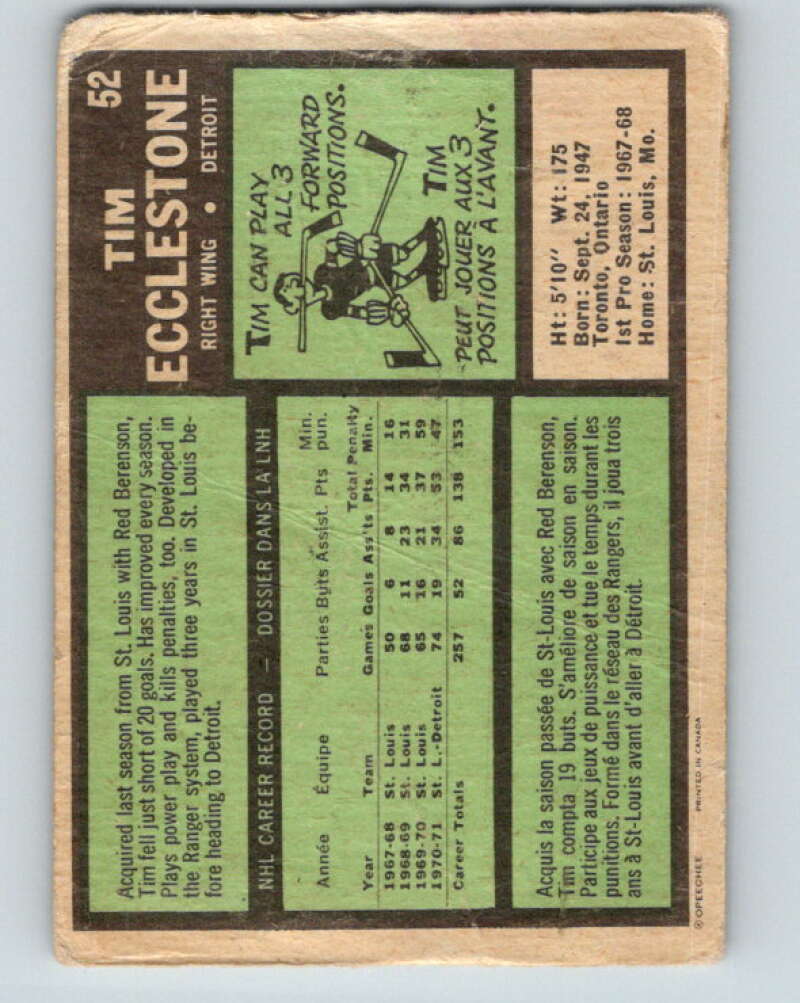 52
TIM
ECCLESTONE
RIGHT WING • DETROIT
Acquired last season from St. Louis with Red Berenson,
Tim fell just short of 20 goals. Has improved every season.
Plays power play and kills penalties, too. Developed in
the Ranger system, played three years in St. Louis be-
fore heading to Detroit.
TIM CAN PLAY
ALL 3
FORWARD
POSITIONS.
TIM
PEUT JOUER AUX 3
POSITIONS À L'AVANT.
NHL CAREER RECORD — DOSSIER DANS LA LNH
Min.
Année Équipe Parties Buts Assist. Pts pun.
Total Penalty
Year Team Games Goals Ass'ts Pts. Min.
1967-68 St. Louis 50 6 8 14 16
1968-69 St. Louis 68 11 23 34 31
1969-70 St. Louis 65 16 21 37 59
1970-71 St. L.-Detroit 74 19 34 53 47
Career Totals 257 52 86 138 153
Ht: 5'10" Wt: 175
Born: Sept. 24, 1947
Toronto, Ontario
1st Pro Season: 1967-68
Home: St. Louis, Mo.
Acquis la saison passée de St-Louis avec Red Berenson,
Tim compta 19 buts. S'améliore de saison en saison.
Participe aux jeux de puissance et tue le temps durant les
punitions. Formé dans le réseau des Rangers, il joua trois
ans à St-Louis avant d'aller à Détroit.
© OPEECHEE PRINTED IN CANADA